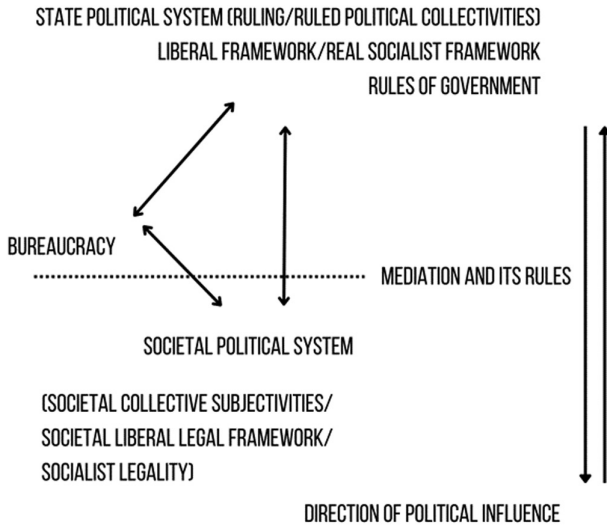 STATE POLITICAL SYSTEM (RULING/RULED POLITICAL COLLECTIVITIES)
LIBERAL FRAMEWORK/REAL SOCIALIST FRAMEWORK
RULES OF GOVERNMENT
BUREAUCRACY
MEDIATION AND ITS RULES
SOCIETAL POLITICAL SYSTEM
(SOCIETAL COLLECTIVE SUBJECTIVITIES/
SOCIETAL LIBERAL LEGAL FRAMEWORK/
SOCIALIST LEGALITY)
DIRECTION OF POLITICAL INFLUENCE